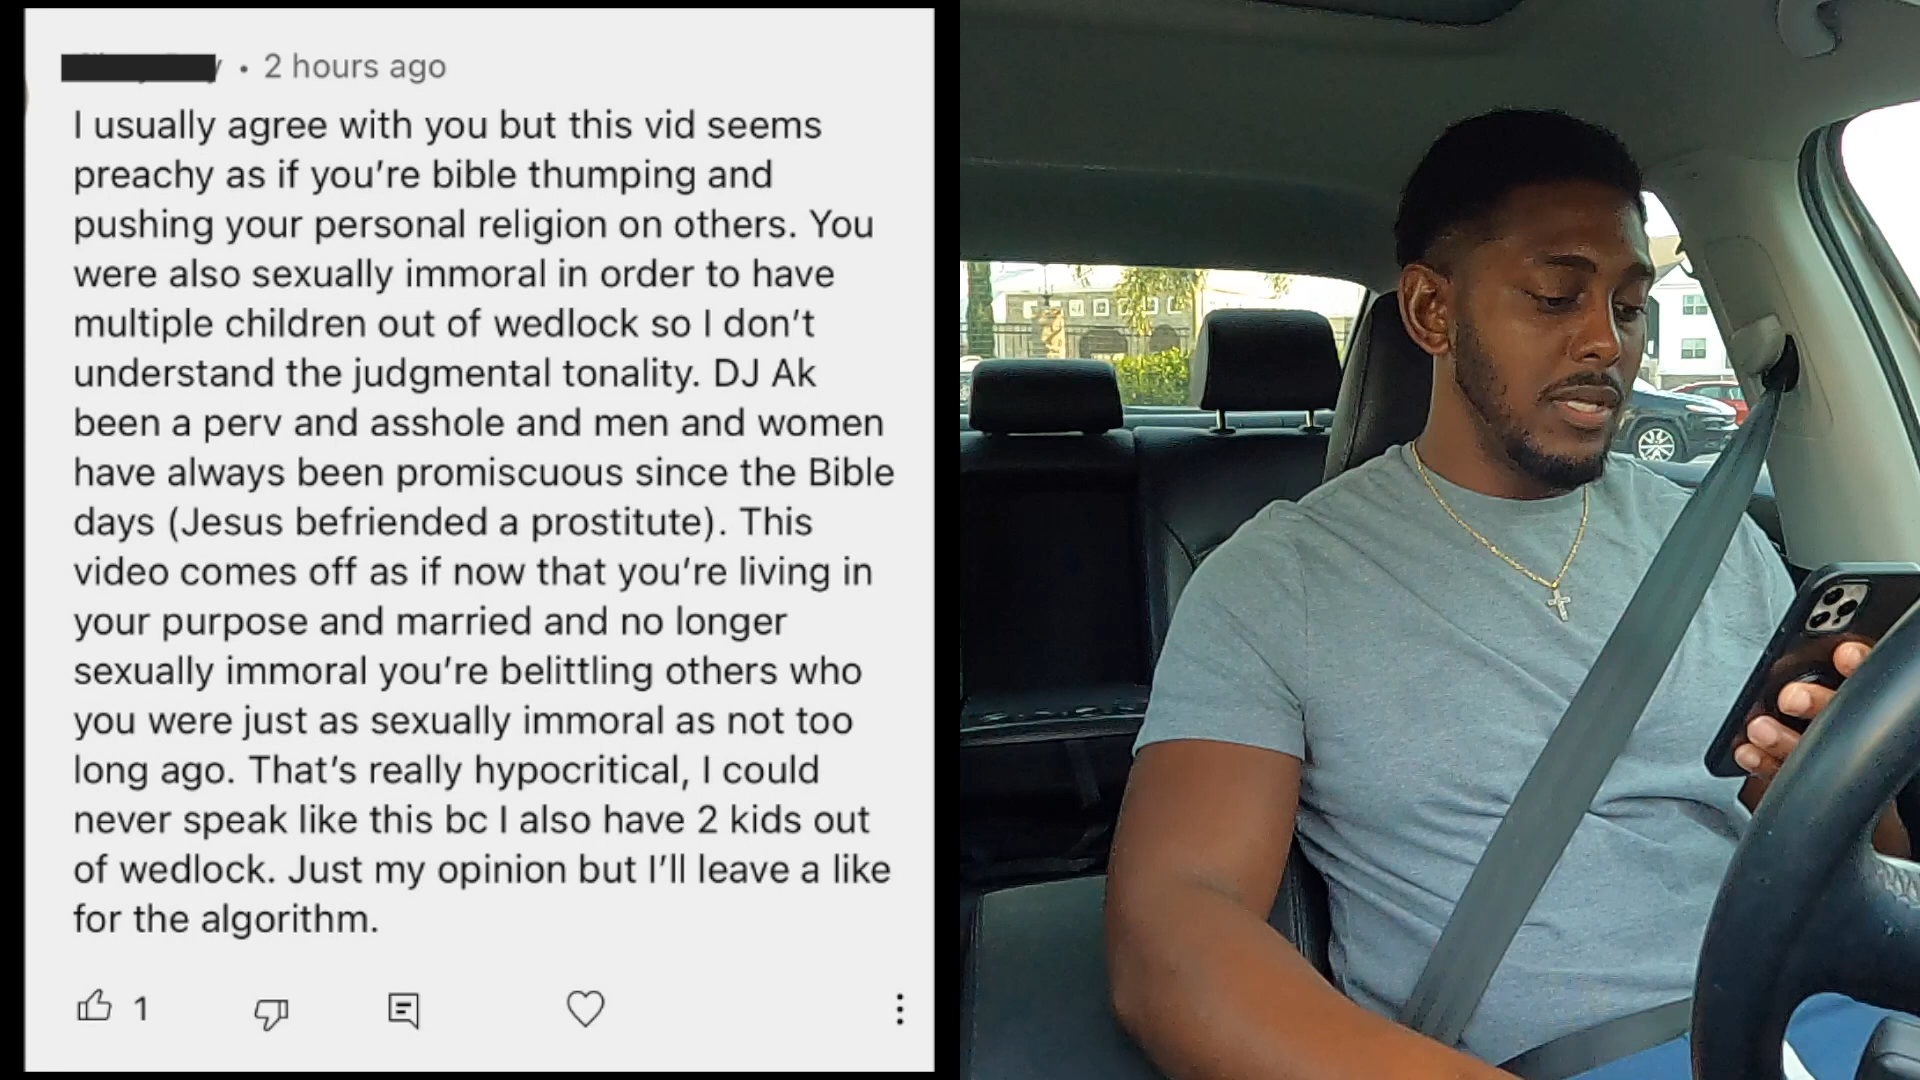 • 2 hours ago
I usually agree with you but this vid seems
preachy as if you’re bible thumping and
pushing your personal religion on others. You
were also sexually immoral in order to have
multiple children out of wedlock so I don’t
understand the judgmental tonality. DJ Ak
been a perv and asshole and men and women
have always been promiscuous since the Bible
days (Jesus befriended a prostitute). This
video comes off as if now that you’re living in
your purpose and married and no longer
sexually immoral you’re belittling others who
you were just as sexually immoral as not too
long ago. That’s really hypocritical, I could
never speak like this bc I also have 2 kids out
of wedlock. Just my opinion but I’ll leave a like
for the algorithm.
1